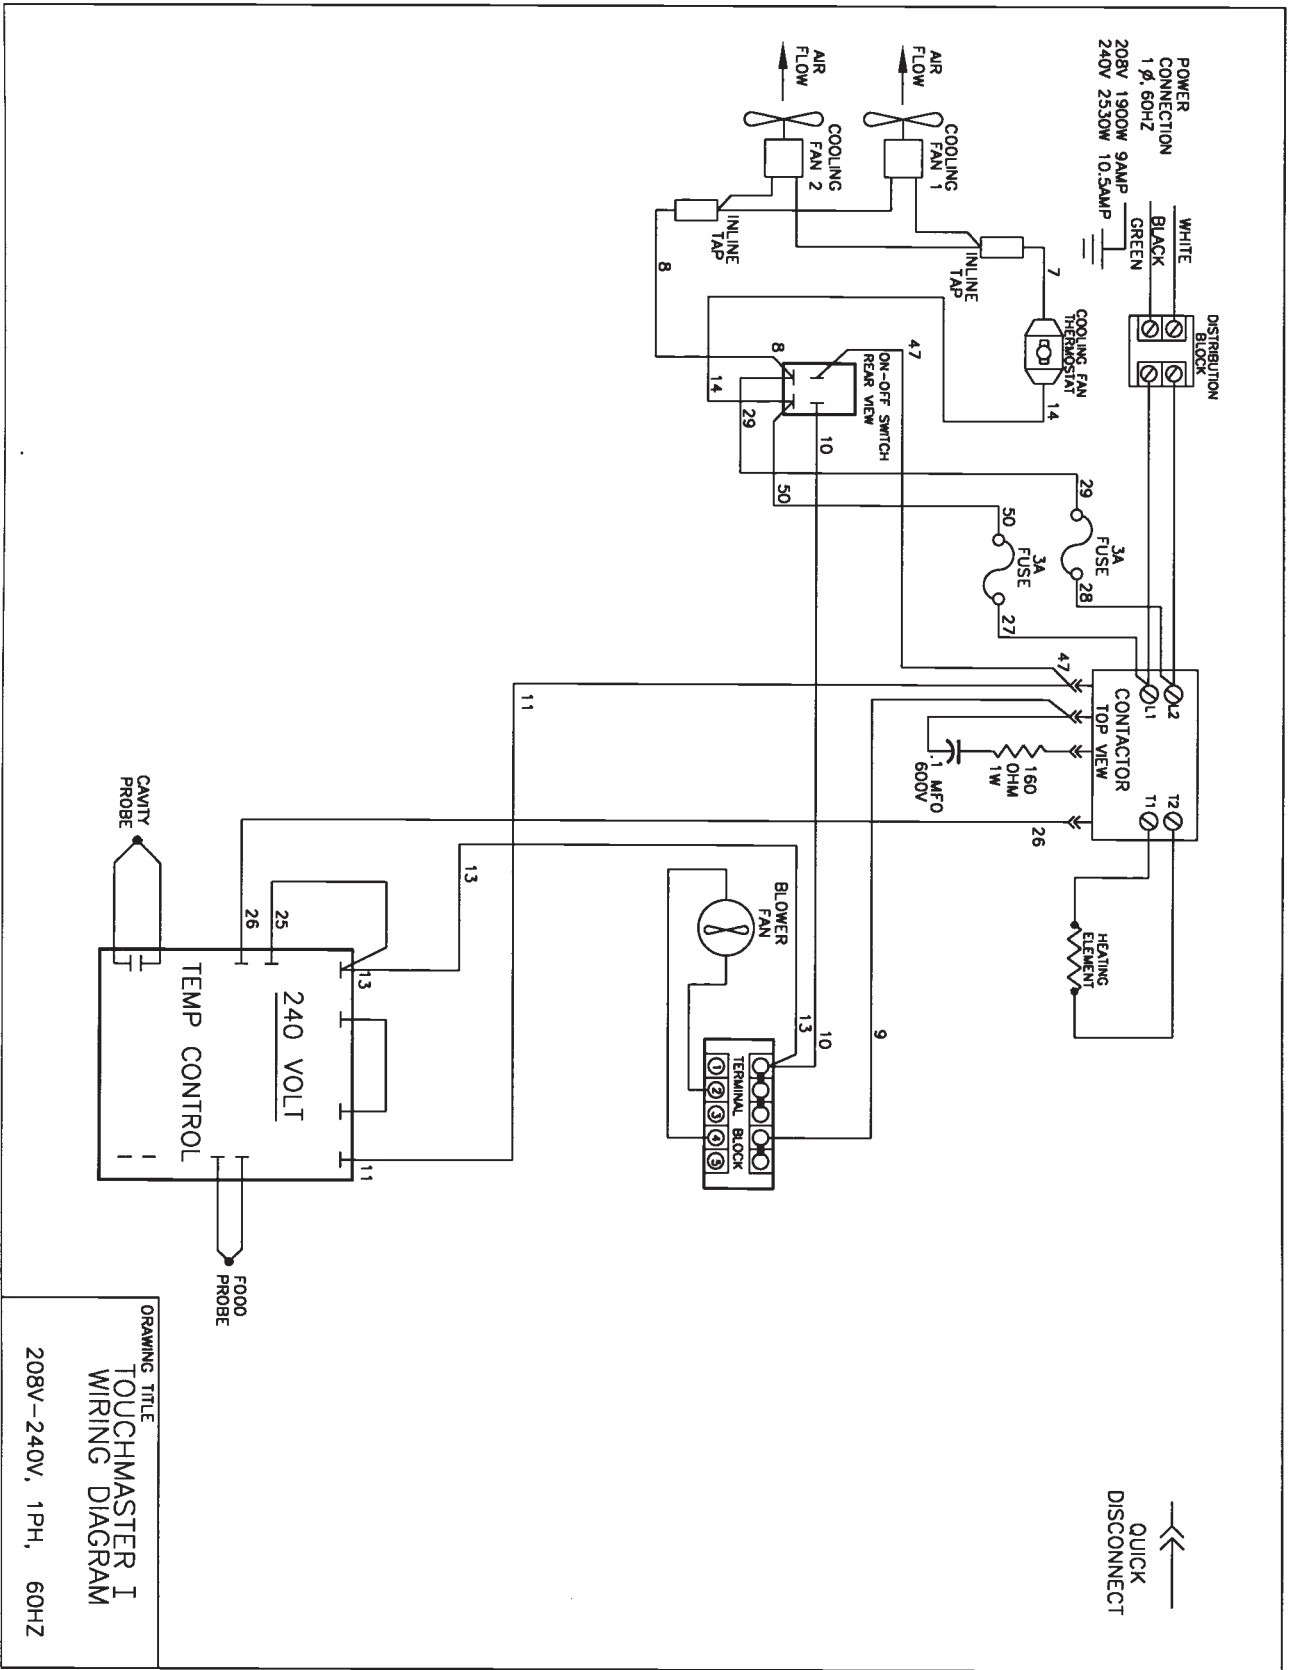 POWER
CONNECTION
1 Ø, 60HZ
208V 1900W 9AMP
240V 2530W 10.5AMP
WHITE
BLACK
GREEN
DISTRIBUTION
BLOCK
AIR
FLOW
COOLING
FAN 1
AIR
FLOW
COOLING
FAN 2
INLINE
TAP
INLINE
TAP
7
8
COOLING FAN
THERMOSTAT
14
14
8
ON-OFF SWITCH
REAR VIEW
47
10
29
50
29
3A
FUSE
28
50
3A
FUSE
27
47
L2
L1
T2
T1
CONTACTOR
TOP VIEW
160
OHM
1W
.1 MFO
600V
26
11
HEATING
ELEMENT
9
10
13
13
BLOWER
FAN
TERMINAL BLOCK
1
2
3
4
5
CAVITY
PROBE
26
25
13
11
240 VOLT
TEMP CONTROL
FOOO
PROBE
QUICK
DISCONNECT
ORAWING TITLE
TOUCHMASTER I
WIRING DIAGRAM
208V-240V, 1PH, 60HZ